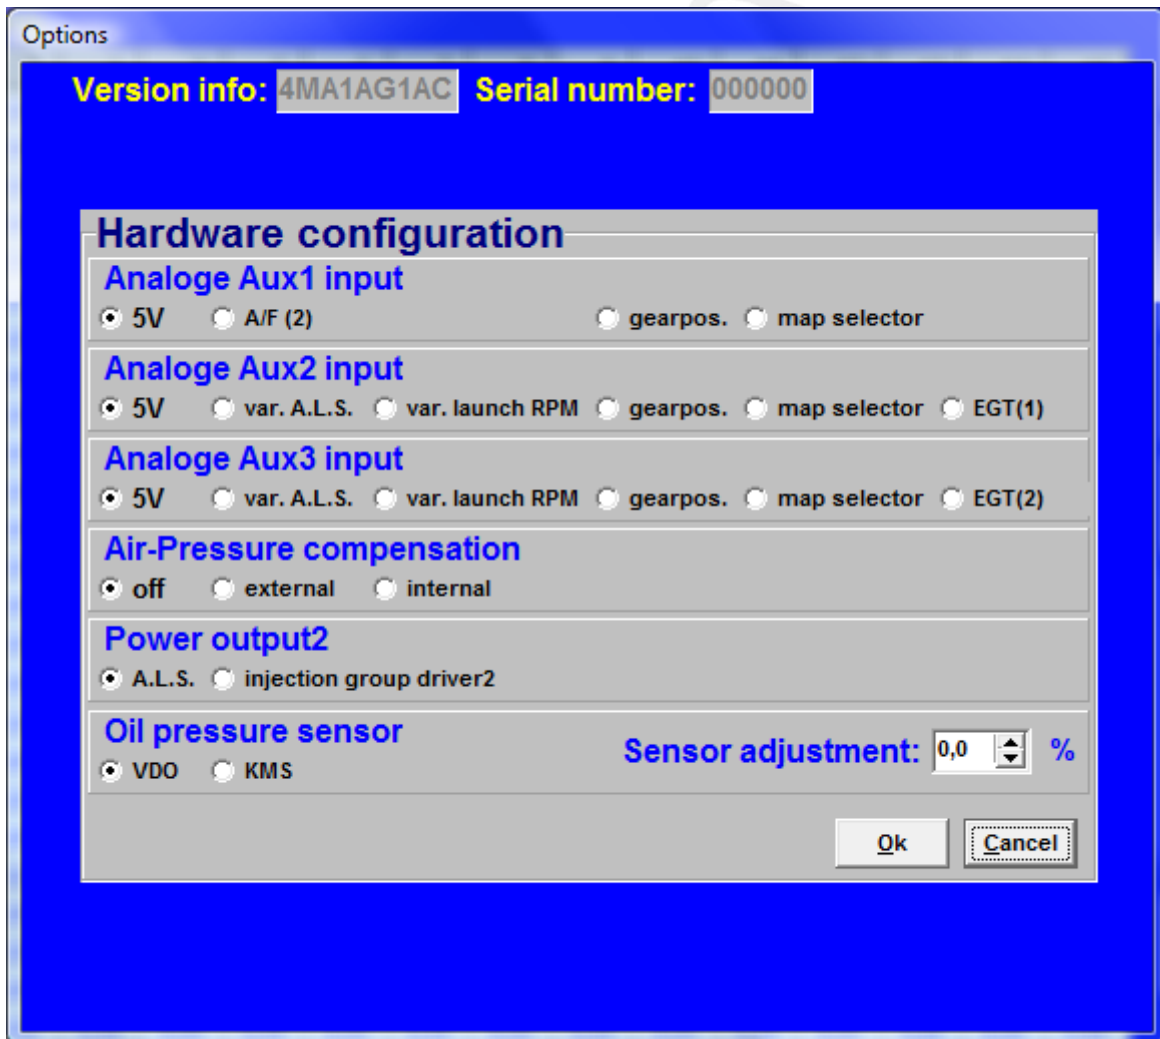 Options
Version info: 4MA1AG1AC Serial number: 000000
Hardware configuration
Analoge Aux1 input
5V A/F (2) gearpos. map selector
Analoge Aux2 input
5V var. A.L.S. var. launch RPM gearpos. map selector EGT(1)
Analoge Aux3 input
5V var. A.L.S. var. launch RPM gearpos. map selector EGT(2)
Air-Pressure compensation
off external internal
Power output2
A.L.S. injection group driver2
Oil pressure sensor
Sensor adjustment: 0,0 %
VDO KMS
Ok Cancel